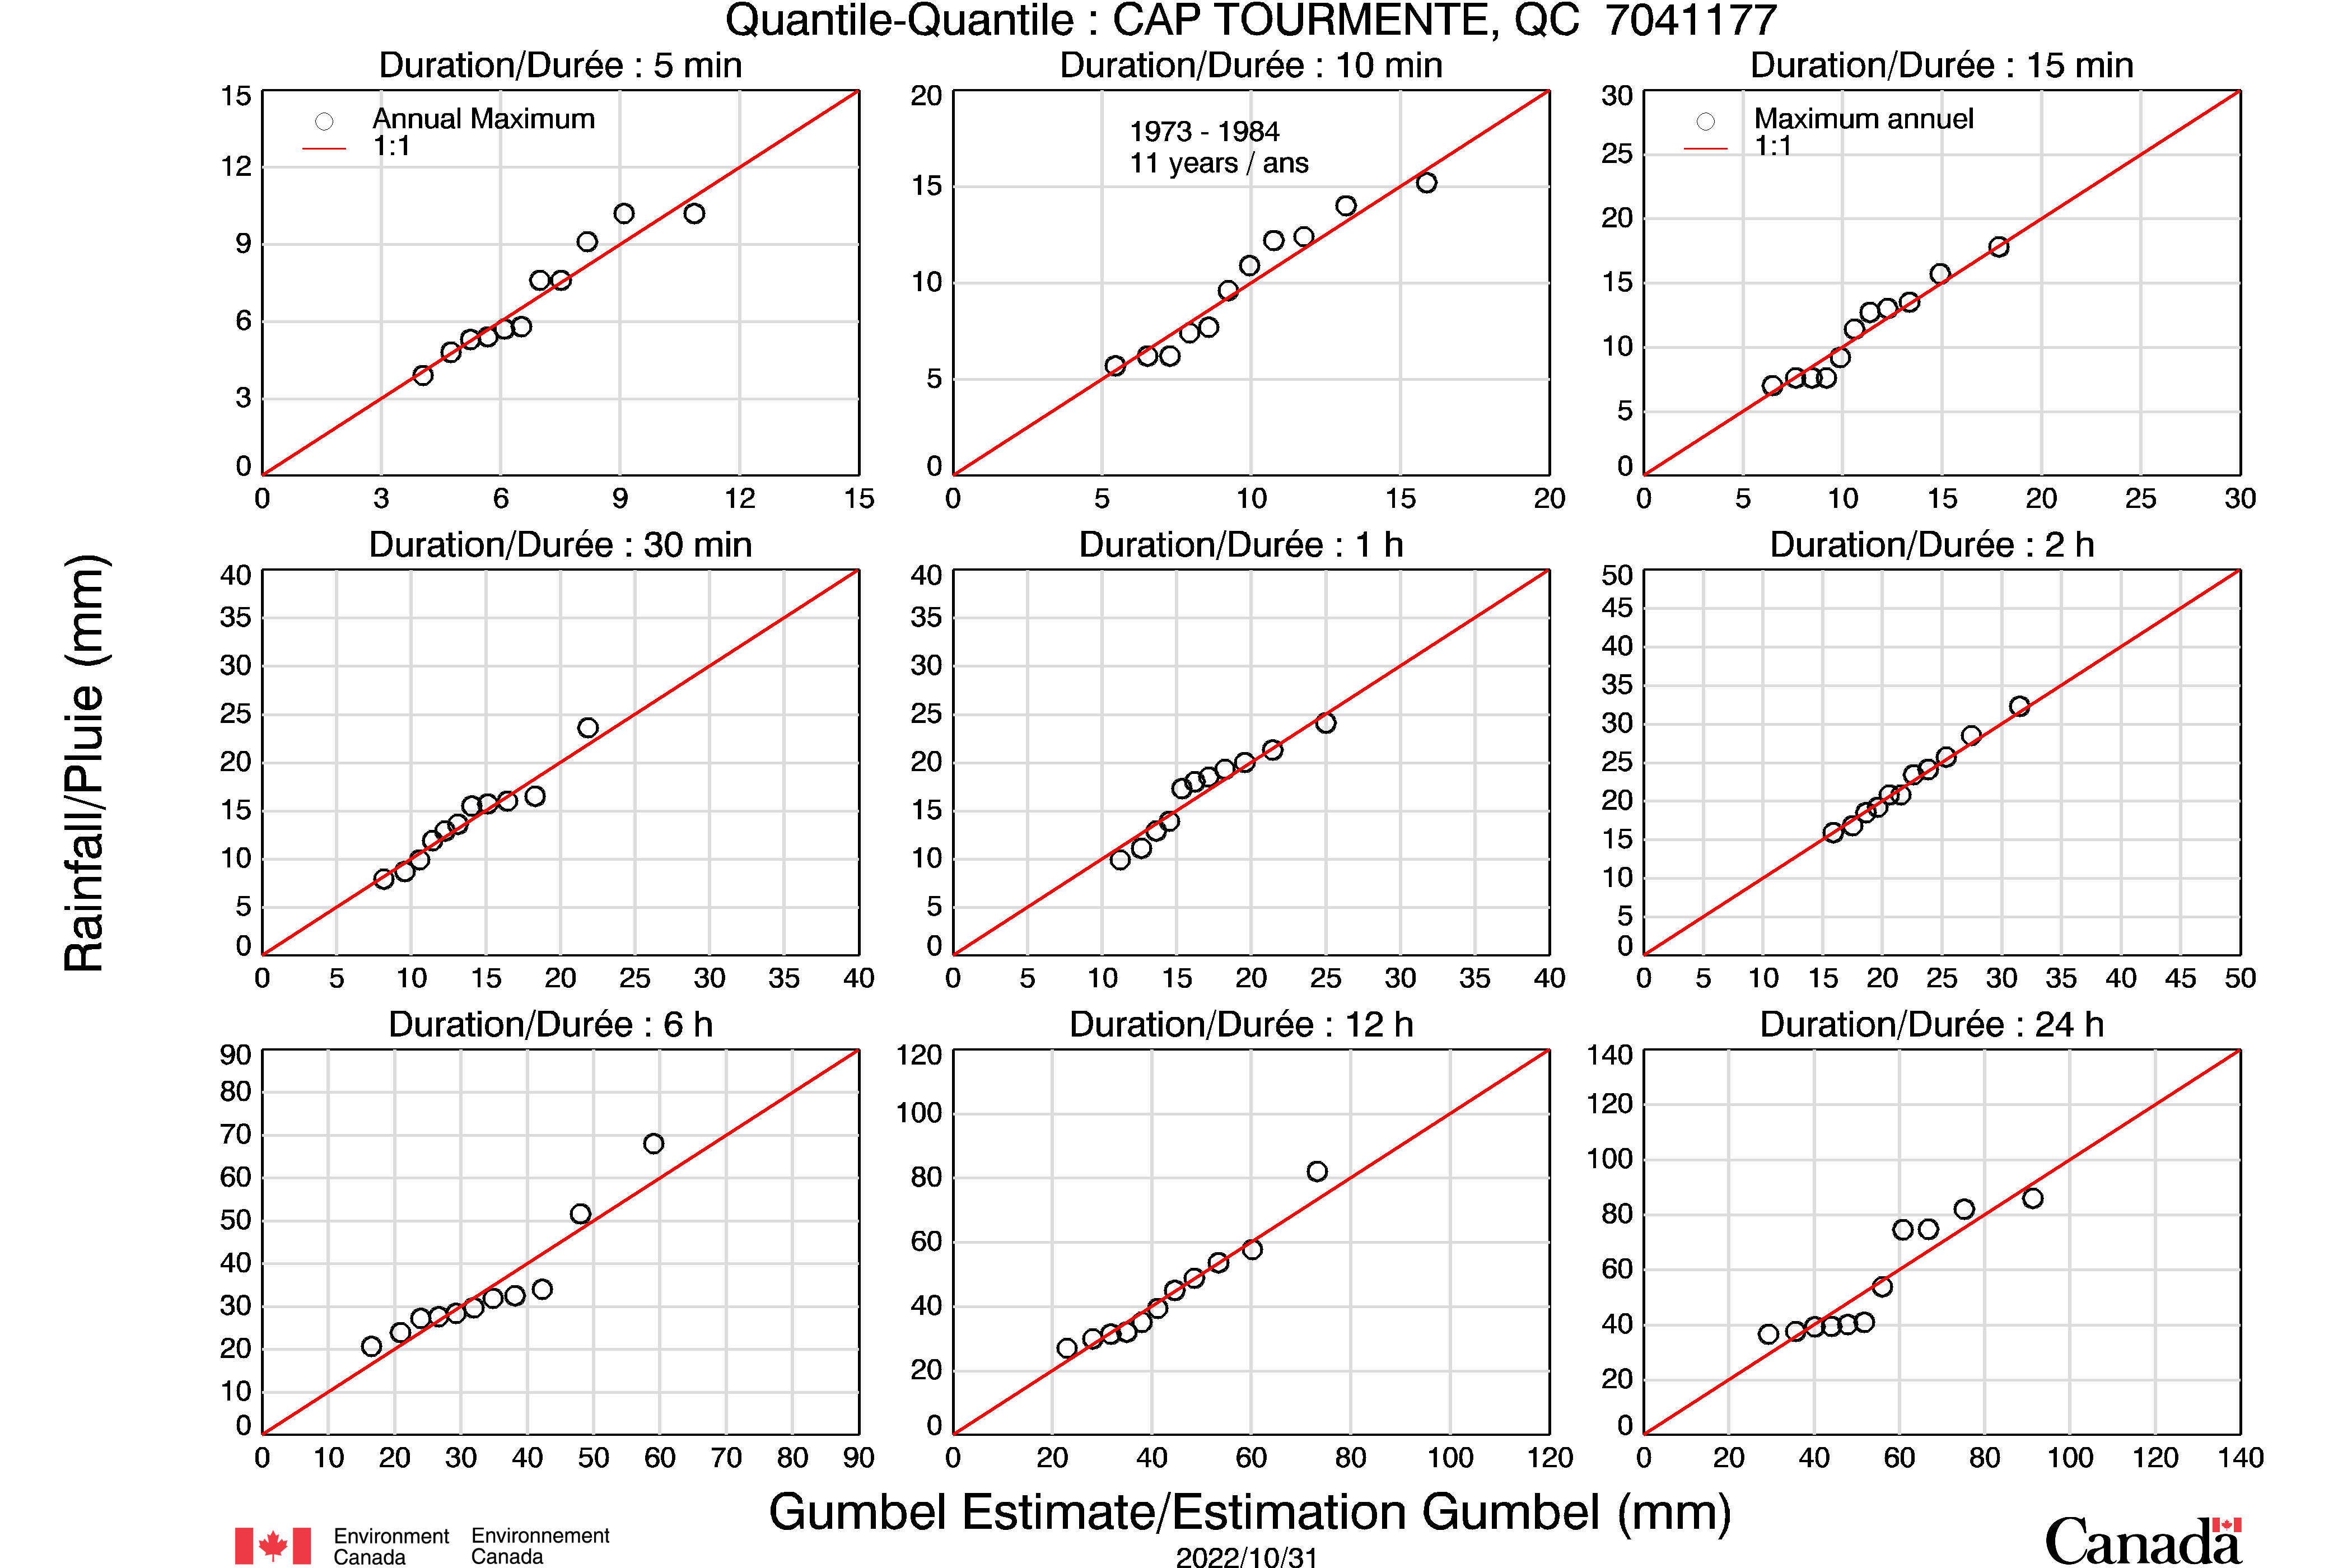 Quantile-Quantile : CAP TOURMENTE, QC 7041177
Duration/Durée : 5 min
Duration/Durée : 10 min
Duration/Durée : 15 min
15
12
9
6
3
0
Annual Maximum
1:1
0 3 6 9 12 15
20
15
10
5
0
1973 - 1984
11 years / ans
0 5 10 15 20
30
25
20
15
10
5
0
Maximum annuel
1:1
0 5 10 15 20 25 30
Rainfall/Pluie (mm)
Duration/Durée : 30 min
Duration/Durée : 1 h
Duration/Durée : 2 h
40
35
30
25
20
15
10
5
0
0 5 10 15 20 25 30 35 40
40
35
30
25
20
15
10
5
0
0 5 10 15 20 25 30 35 40
50
45
40
35
30
25
20
15
10
5
0
0 5 10 15 20 25 30 35 40 45 50
Duration/Durée : 6 h
Duration/Durée : 12 h
Duration/Durée : 24 h
90
80
70
60
50
40
30
20
10
0
0 10 20 30 40 50 60 70 80 90
120
100
80
60
40
20
0
0 20 40 60 80 100 120
140
120
100
80
60
40
20
0
0 20 40 60 80 100 120 140
Gumbel Estimate/Estimation Gumbel (mm)
Environment Canada
Environnement Canada
2022/10/31
Canada